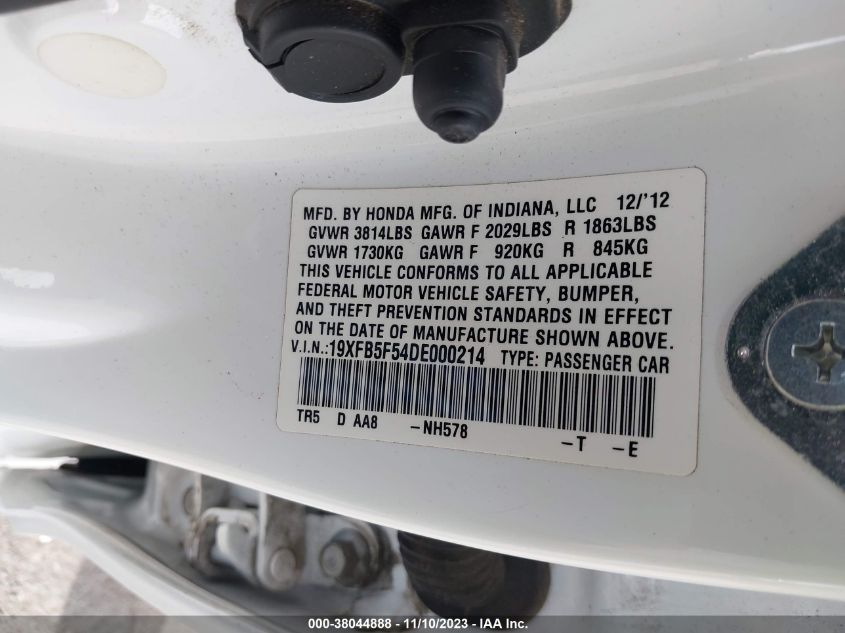 MFD. BY HONDA MFG. OF INDIANA, LLC 12/'12
GVWR 3814LBS GAWR F 2029LBS R 1863LBS
GVWR 1730KG GAWR F 920KG R 845KG
THIS VEHICLE CONFORMS TO ALL APPLICABLE
FEDERAL MOTOR VEHICLE SAFETY, BUMPER,
AND THEFT PREVENTION STANDARDS IN EFFECT
ON THE DATE OF MANUFACTURE SHOWN ABOVE.
V.I.N.:19XFB5F54DE000214 TYPE: PASSENGER CAR
TR5 D AA8 -NH578 -T -E
000-38044888 - 11/10/2023 - IAAI Inc.